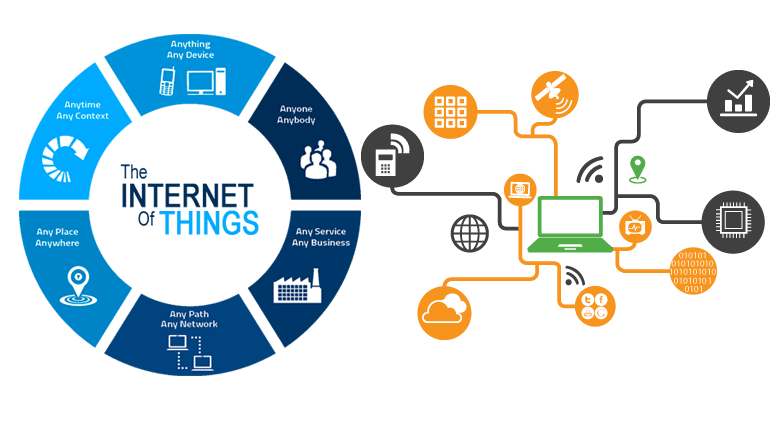 Anything
Any Device
Anytime
Any Context
Anyone
Anybody
The
INTERNET
Of THINGS
Any Place
Anywhere
Any Service
Any Business
Any Path
Any Network
010101
010101010
1010101010
01010101
0101